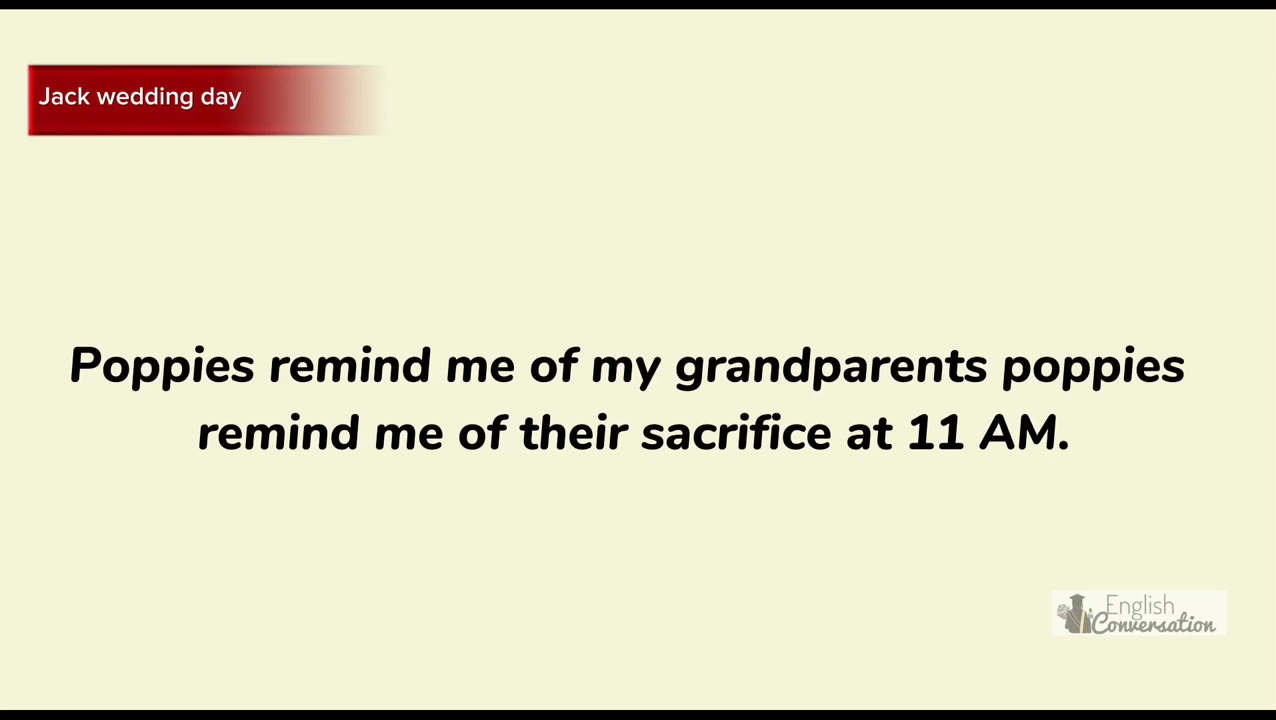 Jack wedding day
Poppies remind me of my grandparents poppies
remind me of their sacrifice at 11 AM.
English
Conversation